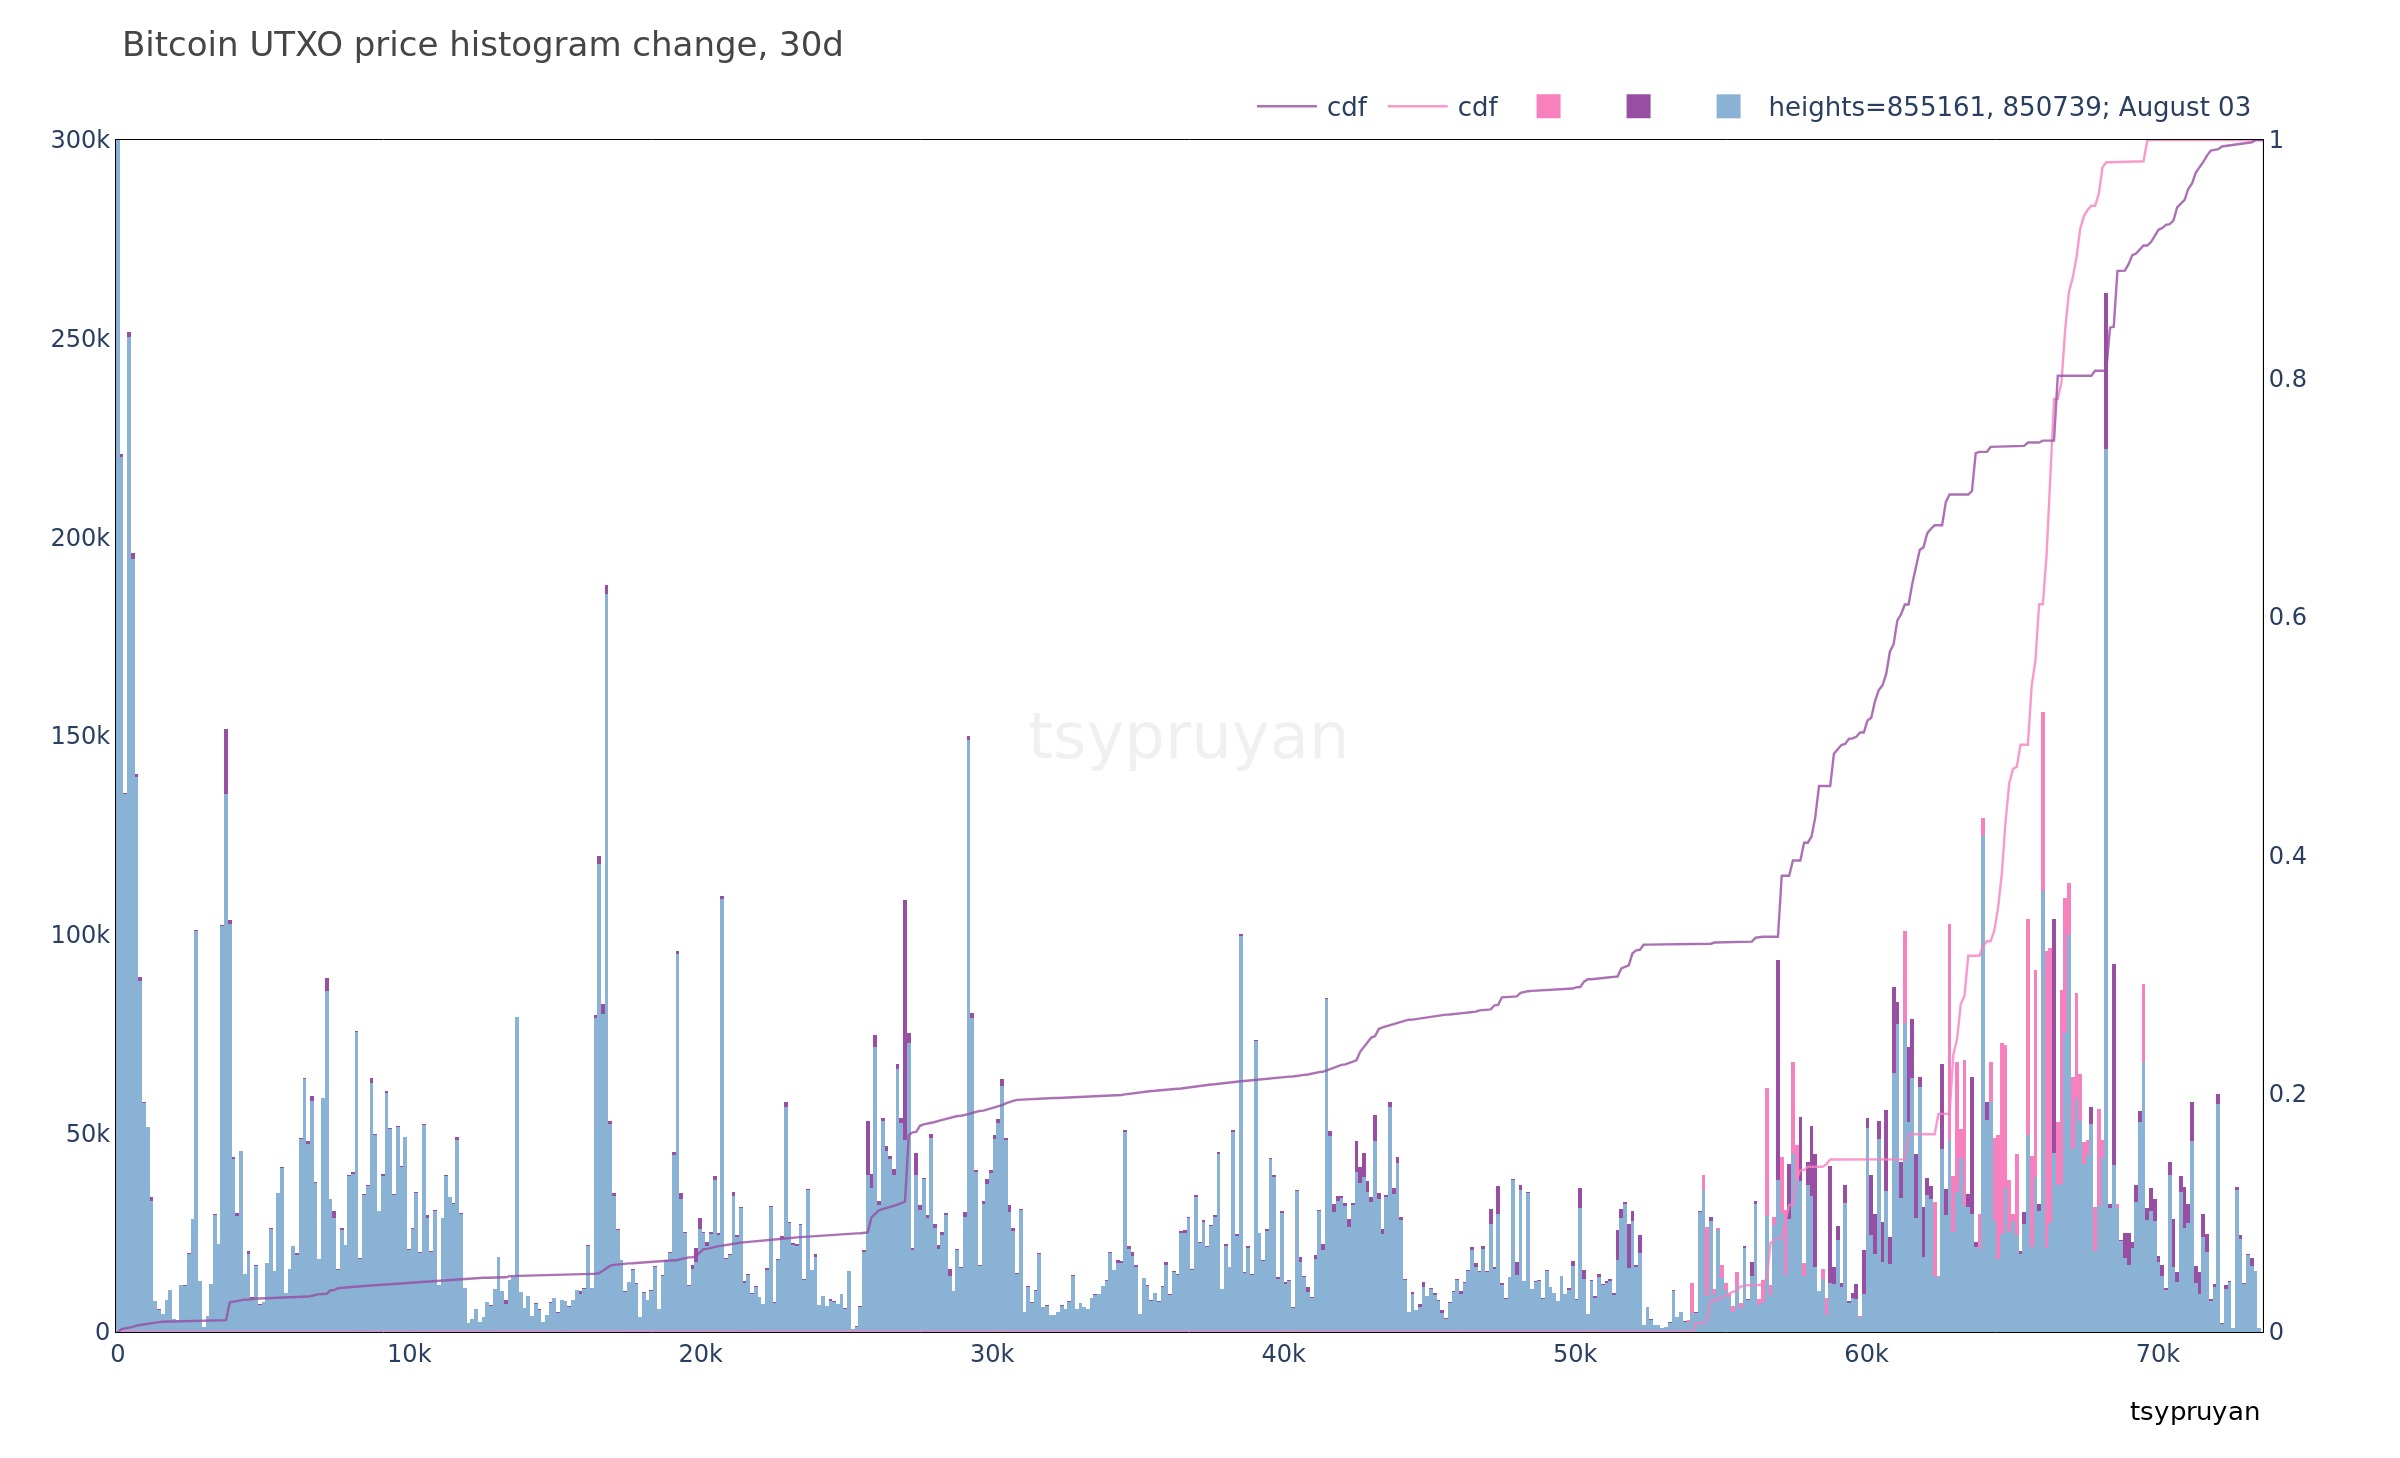 Bitcoin UTXO price histogram change, 30d
cdf cdf heights=855161, 850739; August 03
300k 1
250k
0.8
200k
0.6
tsypruyan
150k
0.4
100k
0.2
50k
0 0
0 10k 20k 30k 40k 50k 60k 70k
tsypruyan